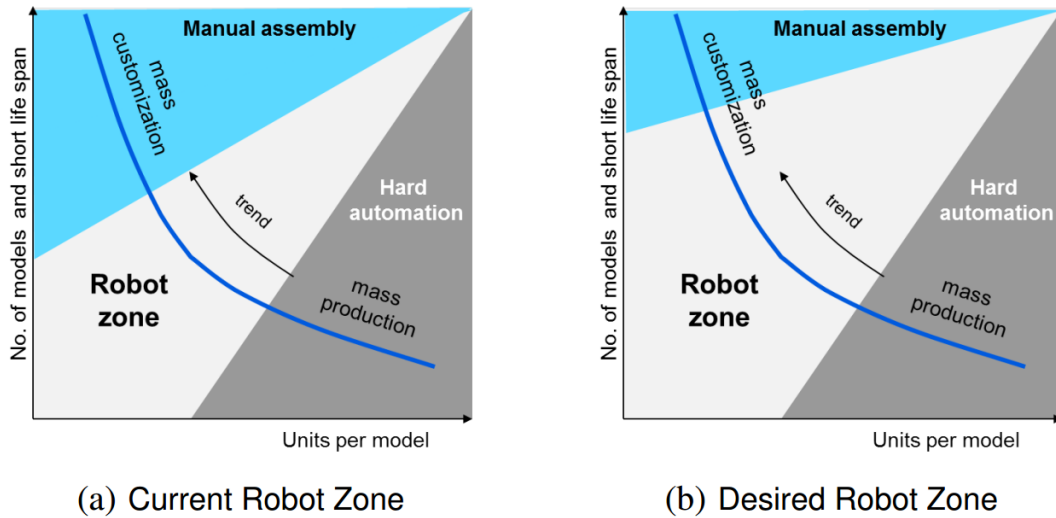 No. of models and short life span
Manual assembly
mass
customization
trend
Hard
automation
Robot
zone
mass
production
Units per model
(a) Current Robot Zone
No. of models and short life span
Manual assembly
mass
customization
trend
Hard
automation
Robot
zone
mass
production
Units per model
(b) Desired Robot Zone